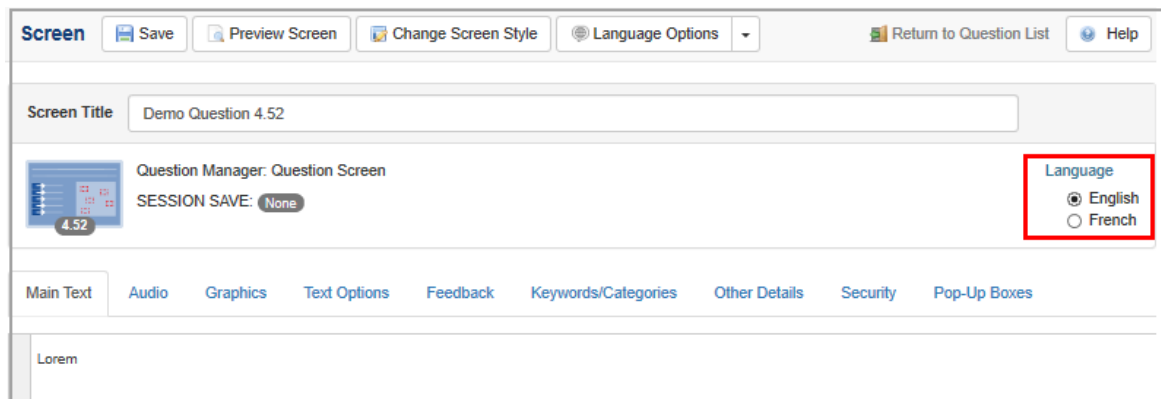 Screen Save Preview Screen Change Screen Style Language Options Return to Question List Help
Screen Title Demo Question 4.52
Question Manager: Question Screen
SESSION SAVE: None
4.52
Language
English
French
Main Text Audio Graphics Text Options Feedback Keywords/Categories Other Details Security Pop-Up Boxes
Lorem